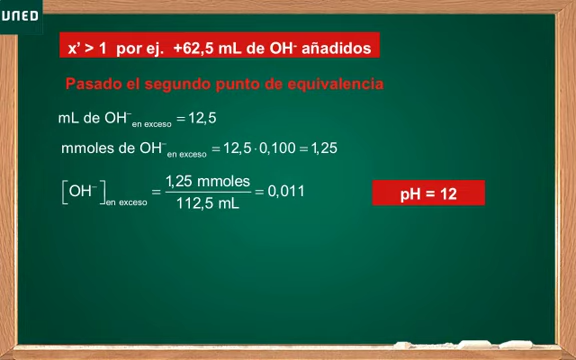 UNED
x' > 1 por ej. +62,5 mL de OH⁻ añadidos
Pasado el segundo punto de equivalencia
mL de OH⁻ en exceso = 12,5
mmoles de OH⁻ en exceso = 12,5·0,100 = 1,25
[OH⁻] en exceso = 1,25 mmoles / 112,5 mL = 0,011
pH = 12